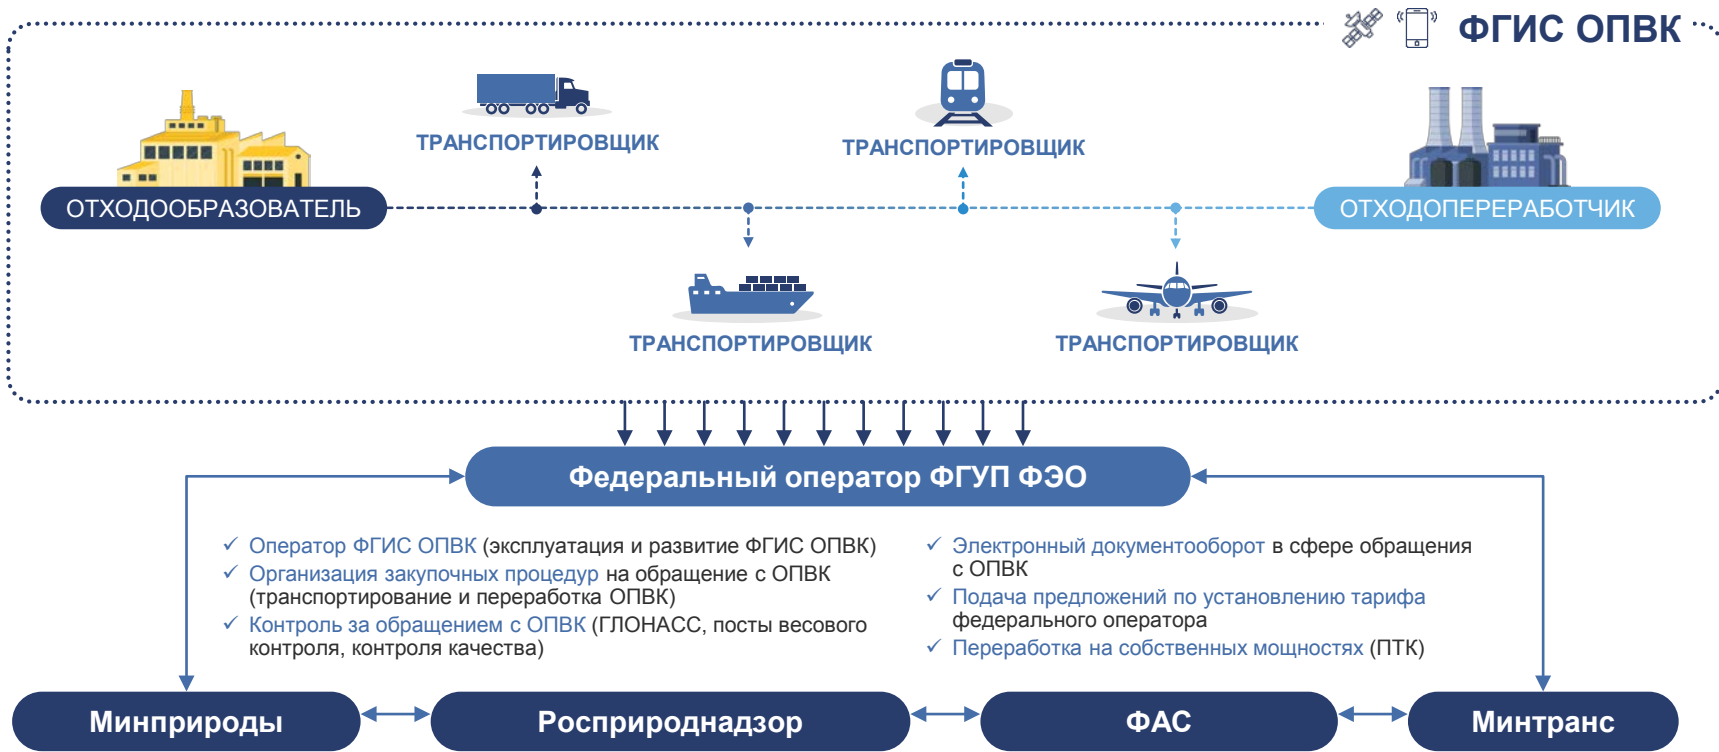 ФГИС ОПВК
ТРАНСПОРТИРОВЩИК
ТРАНСПОРТИРОВЩИК
ОТХОДООБРАЗОВАТЕЛЬ
ОТХОДОПЕРЕРАБОТЧИК
ТРАНСПОРТИРОВЩИК
ТРАНСПОРТИРОВЩИК
Федеральный оператор ФГУП ФЭО
✓ Оператор ФГИС ОПВК (эксплуатация и развитие ФГИС ОПВК)
✓ Организация закупочных процедур на обращение с ОПВК
(транспортирование и переработка ОПВК)
✓ Контроль за обращением с ОПВК (ГЛОНАСС, посты весового
контроля, контроля качества)
✓ Электронный документооборот в сфере обращения
с ОПВК
✓ Подача предложений по установлению тарифа
федерального оператора
✓ Переработка на собственных мощностях (ПТК)
Минприроды
Росприроднадзор
ФАС
Минтранс